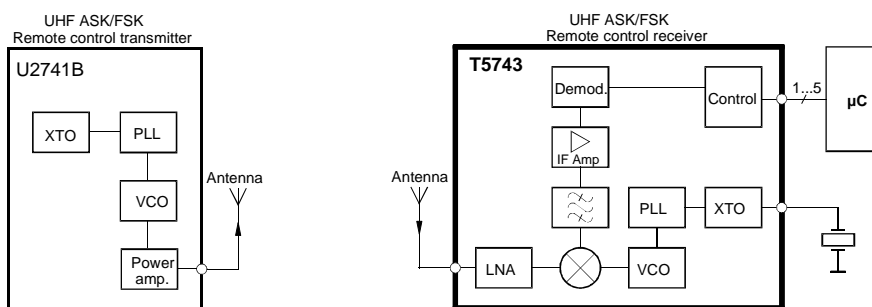 UHF ASK/FSK
Remote control transmitter
U2741B
XTO
PLL
VCO
Power
amp.
Antenna
UHF ASK/FSK
Remote control receiver
T5743
Demod.
Control
1...5
µC
IF Amp
Antenna
PLL
XTO
LNA
VCO